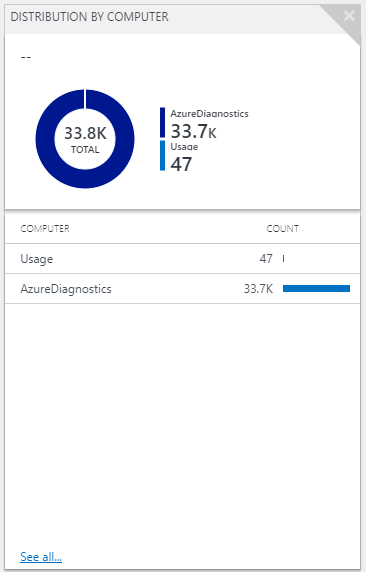 DISTRIBUTION BY COMPUTER
--
33.8K
TOTAL
AzureDiagnostics
33.7K
Usage
47
COMPUTER COUNT
Usage 47
AzureDiagnostics 33.7K
See all...